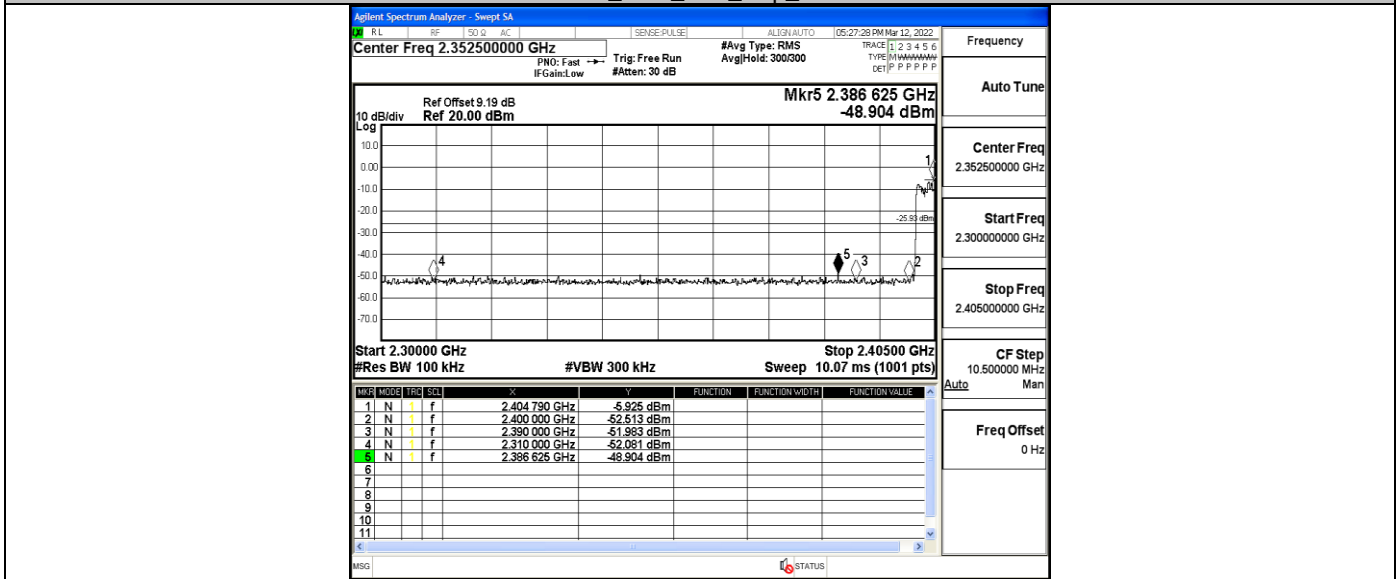 Agilent Spectrum Analyzer - Swept SA
RL RF 50 Ω AC SENSE:PULSE ALIGN AUTO 05:27:28 PM Mar 12, 2022
Center Freq 2.352500000 GHz
PNO: Fast
IFGain:Low
Trig: Free Run
#Atten: 30 dB
#Avg Type: RMS
Avg|Hold: 300/300
TRACE 1 2 3 4 5 6
TYPE M WWWWW
DET P P P P P P
Frequency
Ref Offset 9.19 dB
10 dB/div Ref 20.00 dBm
Log
Mkr5 2.386 625 GHz
-48.904 dBm
10.0
0.00
-10.0
-20.0
-30.0
-40.0
-50.0
-60.0
-70.0
1
-25.93 dBm
4
5
3
2
Start 2.30000 GHz
Stop 2.40500 GHz
#Res BW 100 kHz
#VBW 300 kHz
Sweep 10.07 ms (1001 pts)
MKR MODE TRC SCL X Y FUNCTION FUNCTION WIDTH FUNCTION VALUE
1 N 1 f 2.404 790 GHz -5.925 dBm
2 N 1 f 2.400 000 GHz -52.513 dBm
3 N 1 f 2.390 000 GHz -51.983 dBm
4 N 1 f 2.310 000 GHz -52.081 dBm
5 N 1 f 2.386 625 GHz -48.904 dBm
6
7
8
9
10
11
MSG
STATUS
Auto Tune
Center Freq
2.352500000 GHz
Start Freq
2.300000000 GHz
Stop Freq
2.405000000 GHz
CF Step
10.500000 MHz
Auto Man
Freq Offset
0 Hz